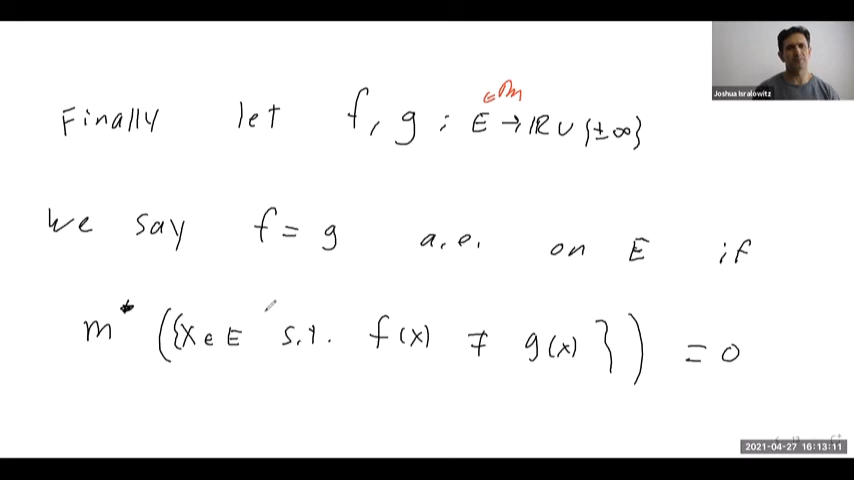 Joshua Isralowitz
∈ M
Finally let f, g : E → ℝ ∪ {±∞}
We say f = g a.e. on E if
m* ({x ∈ E s.t. f(x) ≠ g(x)}) = 0
2021-04-27 16:13:11